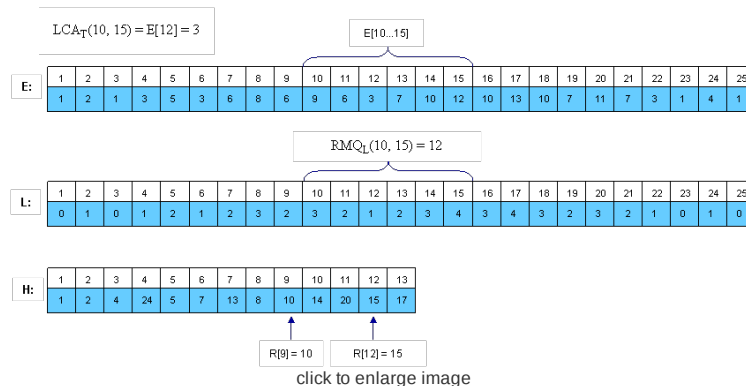 LCA_T(10, 15) = E[12] = 3
E[10...15]
1 2 3 4 5 6 7 8 9 10 11 12 13 14 15 16 17 18 19 20 21 22 23 24 25
E: 1 2 1 3 5 3 6 8 6 9 6 3 7 10 12 10 13 10 7 11 7 3 1 4 1
RMQ_L(10, 15) = 12
1 2 3 4 5 6 7 8 9 10 11 12 13 14 15 16 17 18 19 20 21 22 23 24 25
L: 0 1 0 1 2 1 2 3 2 3 2 1 2 3 4 3 4 3 2 3 2 1 0 1 0
1 2 3 4 5 6 7 8 9 10 11 12 13
H: 1 2 4 24 5 7 13 8 10 14 20 15 17
R[9] = 10 R[12] = 15
click to enlarge image